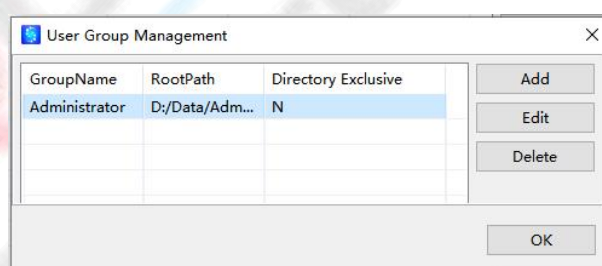 User Group Management
GroupName RootPath Directory Exclusive
Administrator D:/Data/Adm... N
Add
Edit
Delete
OK